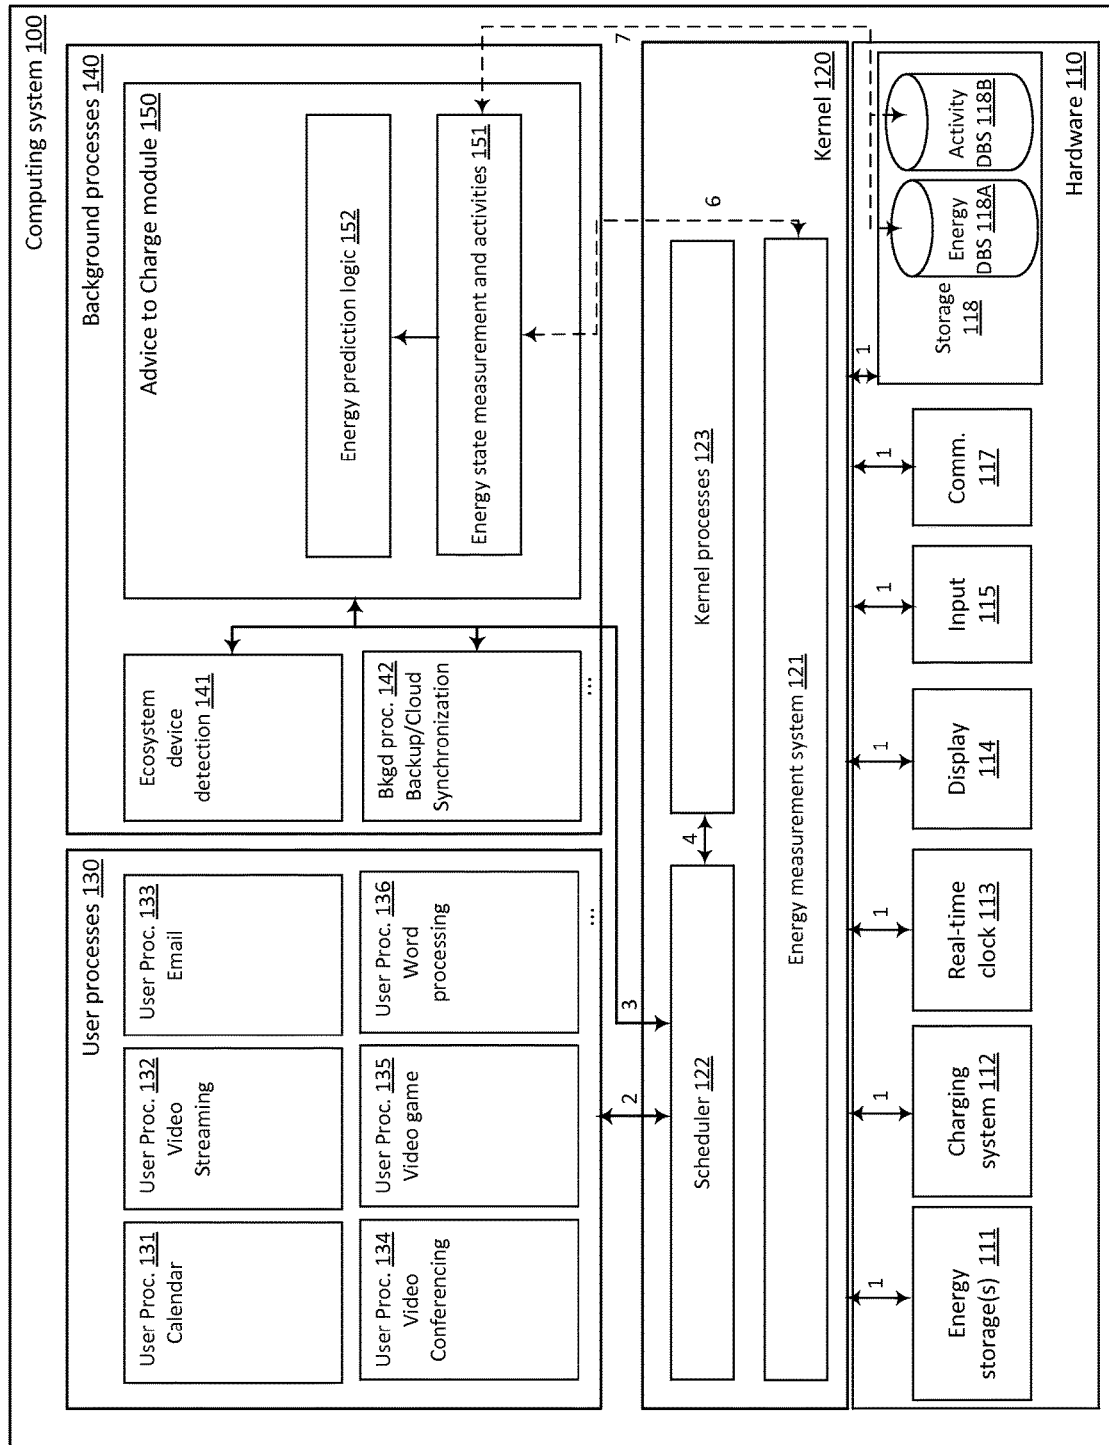 Computing system 100
User processes 130
User Proc. 131
Calendar
User Proc. 132
Video
Streaming
User Proc. 133
Email
User Proc. 134
Video
Conferencing
User Proc. 135
Video game
User Proc. 136
Word
processing
...
Background processes 140
Ecosystem
device
detection 141
Bkgd proc. 142
Backup/Cloud
Synchronization
...
Advice to Charge module 150
Energy prediction logic 152
Energy state measurement and activities 151
2
3
6
7
Kernel 120
Scheduler 122
4
Kernel processes 123
Energy measurement system 121
1
1
1
1
1
1
1
Energy
storage(s) 111
Charging
system 112
Real-time
clock 113
Display
114
Input
115
Comm.
117
Storage
118
Energy
DBS 118A
Activity
DBS 118B
Hardware 110